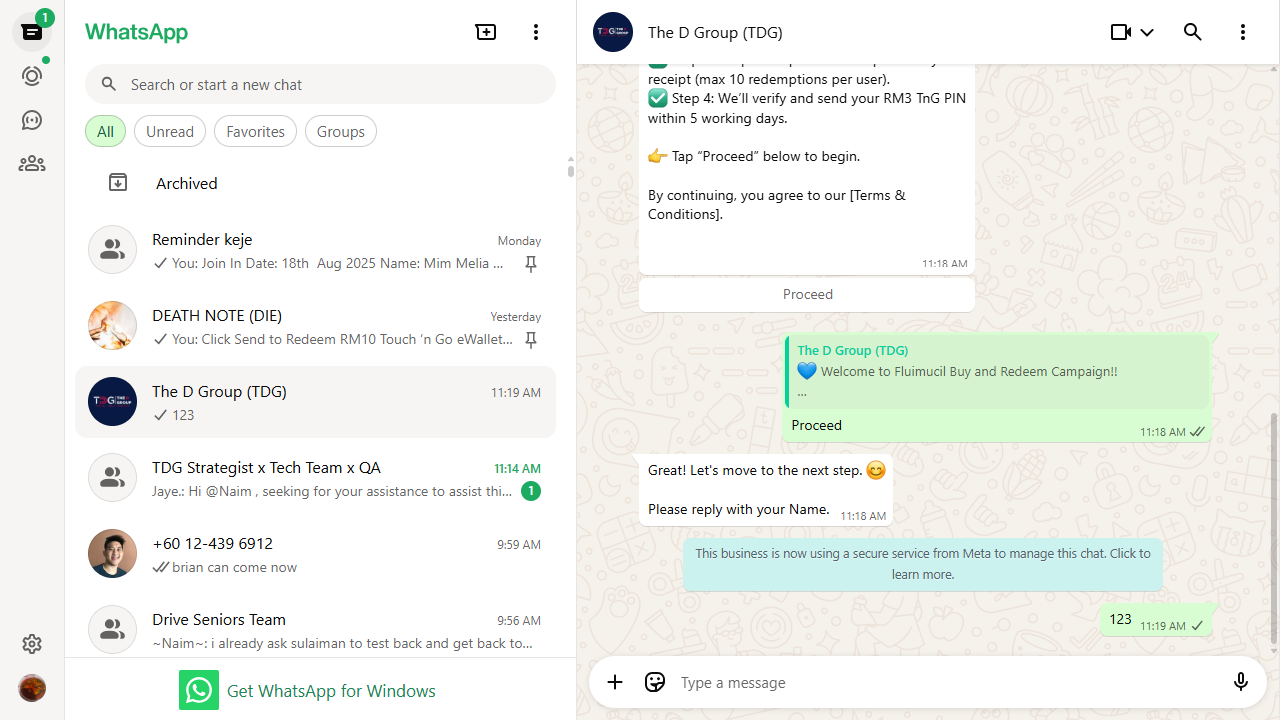 1
WhatsApp
Search or start a new chat
All
Unread
Favorites
Groups
Archived
Reminder keje
Monday
You: Join In Date: 18th Aug 2025 Name: Mim Melia ...
DEATH NOTE (DIE)
Yesterday
You: Click Send to Redeem RM10 Touch 'n Go eWallet...
The D Group (TDG)
11:19 AM
123
TDG Strategist x Tech Team x QA
11:14 AM
Jaye.: Hi @Naim , seeking for your assistance to assist thi...
1
+60 12-439 6912
9:59 AM
brian can come now
Drive Seniors Team
9:56 AM
~Naim~: i already ask sulaiman to test back and get back to...
Get WhatsApp for Windows
TDG THE D GROUP
The D Group (TDG)
receipt (max 10 redemptions per user).
✅ Step 4: We’ll verify and send your RM3 TnG PIN
within 5 working days.
👉 Tap “Proceed” below to begin.
By continuing, you agree to our [Terms &
Conditions].
11:18 AM
Proceed
The D Group (TDG)
💙 Welcome to Fluimucil Buy and Redeem Campaign!!
...
Proceed
11:18 AM
Great! Let's move to the next step. 😊
Please reply with your Name.
11:18 AM
This business is now using a secure service from Meta to manage this chat. Click to
learn more.
123
11:19 AM
Type a message